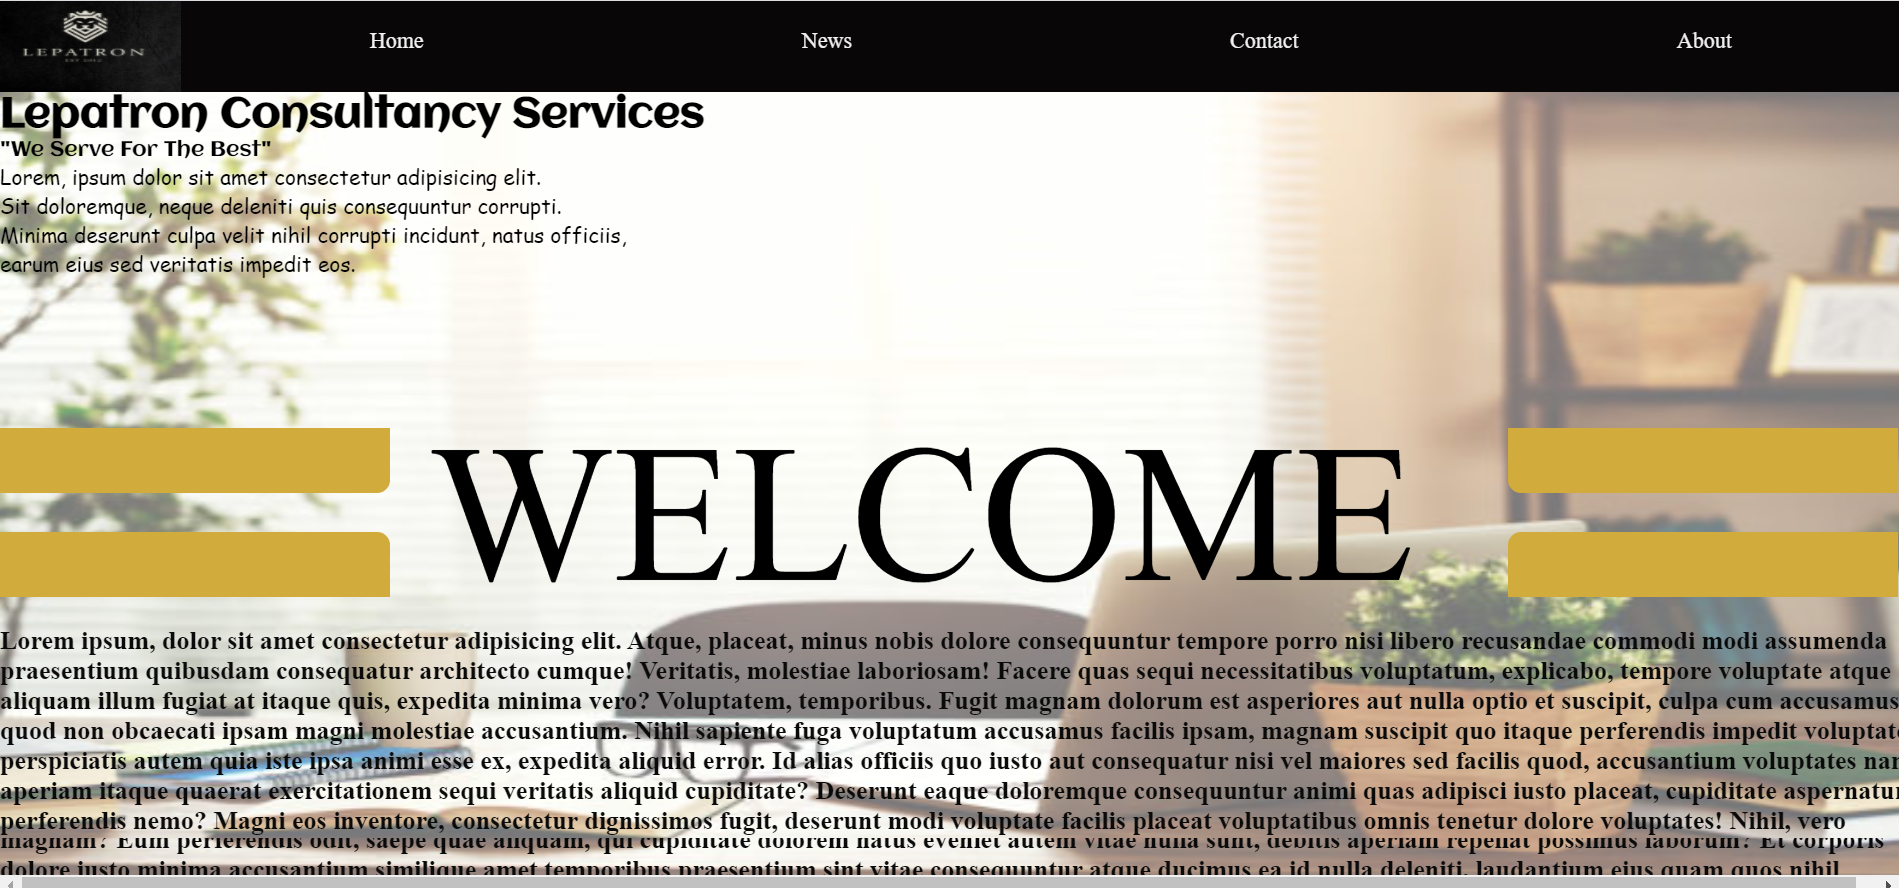 LEPATRON
EST 2012
Home
News
Contact
About
Lepatron Consultancy Services
"We Serve For The Best"
Lorem, ipsum dolor sit amet consectetur adipisicing elit.
Sit doloremque, neque deleniti quis consequuntur corrupti.
Minima deserunt culpa velit nihil corrupti incidunt, natus officiis,
earum eius sed veritatis impedit eos.
WELCOME
Lorem ipsum, dolor sit amet consectetur adipisicing elit. Atque, placeat, minus nobis dolore consequuntur tempore porro nisi libero recusandae commodi modi assumenda
praesentium quibusdam consequatur architecto cumque! Veritatis, molestiae laboriosam! Facere quas sequi necessitatibus voluptatum, explicabo, tempore voluptate atque
aliquam illum fugiat at itaque quis, expedita minima vero? Voluptatem, temporibus. Fugit magnam dolorum est asperiores aut nulla optio et suscipit, culpa cum accusamus
quod non obcaecati ipsam magni molestiae accusantium. Nihil sapiente fuga voluptatum accusamus facilis ipsam, magnam suscipit quo itaque perferendis impedit voluptat
perspiciatis autem quia iste ipsa animi esse ex, expedita aliquid error. Id alias officiis quo iusto aut consequatur nisi vel maiores sed facilis quod, accusantium voluptates
aperiam itaque quaerat exercitationem sequi veritatis aliquid cupiditate? Deserunt eaque doloremque consequuntur animi quas adipisci iusto placeat, cupiditate aspernatur
perferendis nemo? Magni eos inventore, consectetur dignissimos fugit, deserunt modi voluptate facilis placeat voluptatibus omnis tenetur dolore voluptates! Nihil, vero
magnam? Eum perferendis odit, saepe quae aliquam, qui cupiditate dolorem natus eveniet autem vitae nulla sunt, debitis aperiam repellat possimus laborum? Et corporis
dolore iusto minima accusantium similique amet temporibus praesentium sint vitae consequuntur atque ducimus ea id nulla deleniti, laudantium eius quam quos nihil